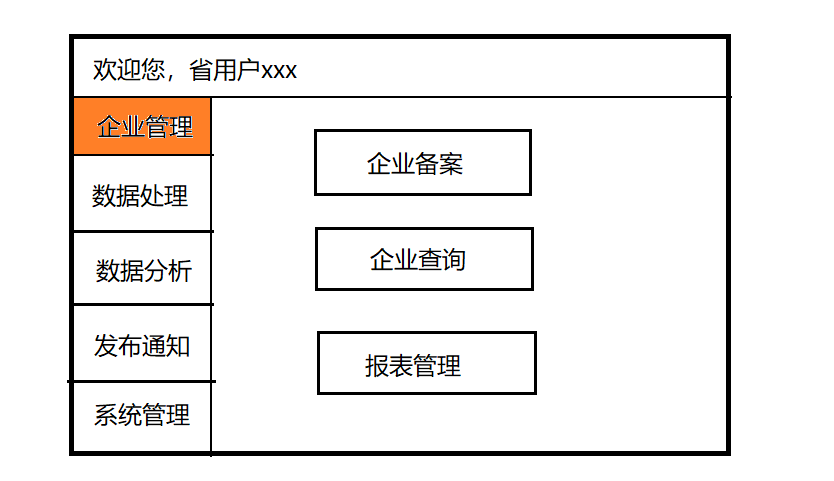 欢迎您，省用户xxx
企业管理
数据处理
数据分析
发布通知
系统管理
企业备案
企业查询
报表管理